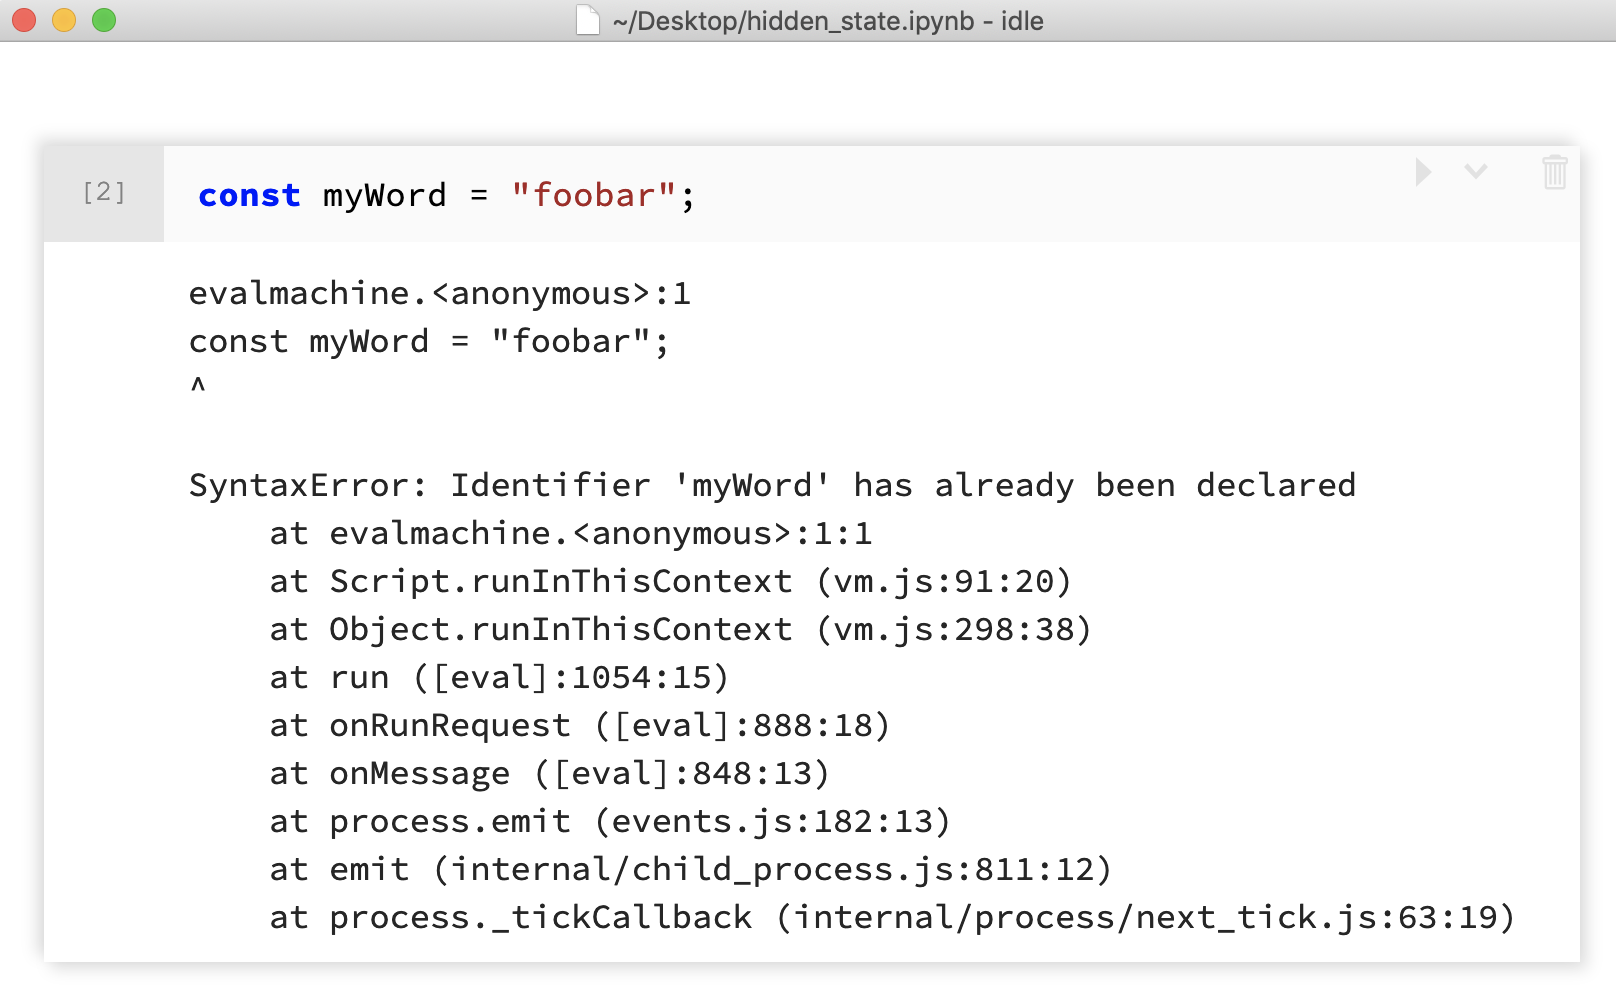 ~/Desktop/hidden_state.ipynb - idle
[2]
const myWord = "foobar";
evalmachine.<anonymous>:1
const myWord = "foobar";
^
SyntaxError: Identifier 'myWord' has already been declared
at evalmachine.<anonymous>:1:1
at Script.runInThisContext (vm.js:91:20)
at Object.runInThisContext (vm.js:298:38)
at run ([eval]:1054:15)
at onRunRequest ([eval]:888:18)
at onMessage ([eval]:848:13)
at process.emit (events.js:182:13)
at emit (internal/child_process.js:811:12)
at process._tickCallback (internal/process/next_tick.js:63:19)